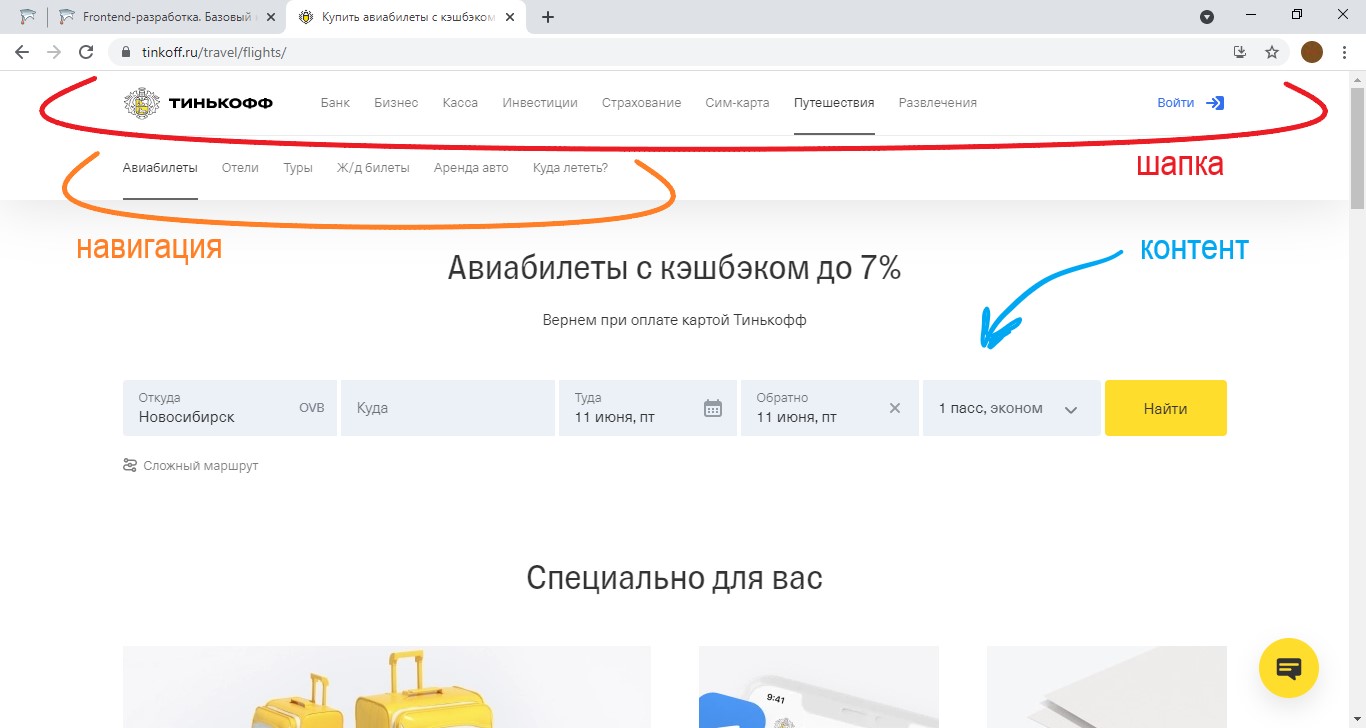 Frontend-разработка. Базовый
Купить авиабилеты с кэшбэком
tinkoff.ru/travel/flights/
ТИНЬКОФФ
Банк Бизнес Касса Инвестиции Страхование Сим-карта Путешествия Развлечения Войти
Авиабилеты Отели Туры Ж/д билеты Аренда авто Куда лететь?
шапка
навигация
контент
Авиабилеты с кэшбэком до 7%
Вернем при оплате картой Тинькофф
Откуда
Новосибирск OVB
Куда
Туда
11 июня, пт
Обратно
11 июня, пт
1 пасс, эконом
Найти
Сложный маршрут
Специально для вас
9:41